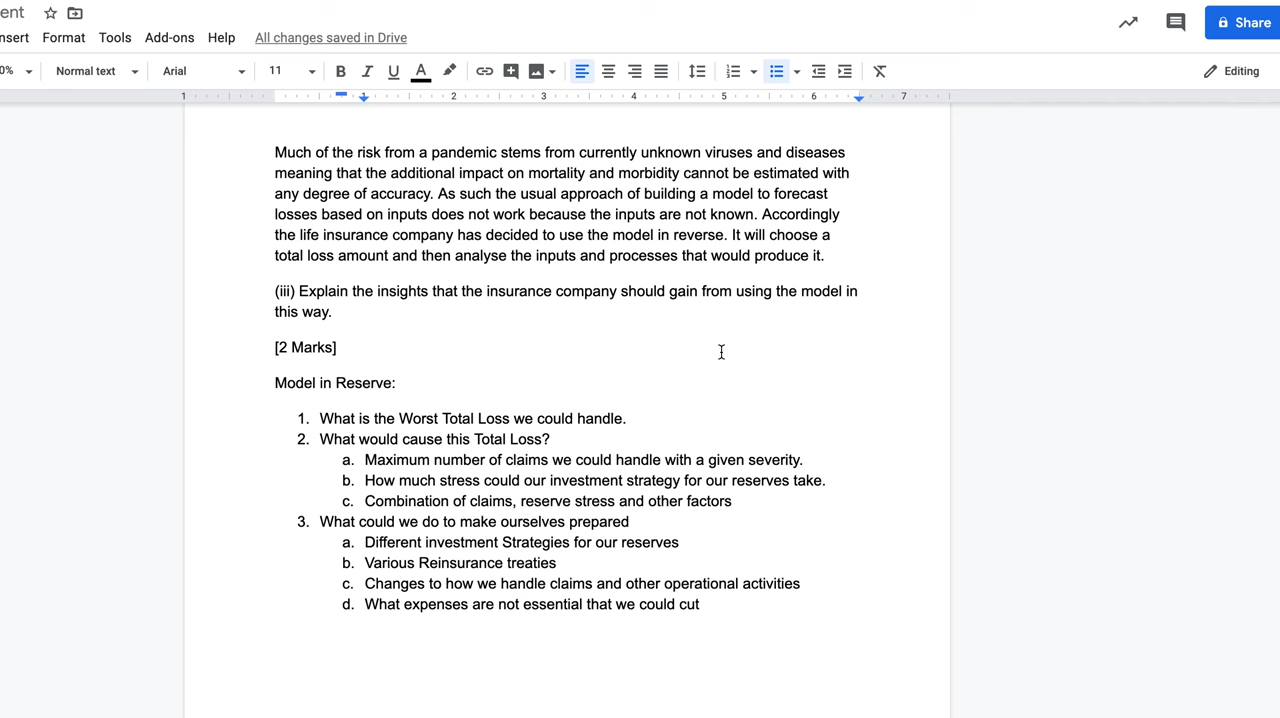 ent
nsert Format Tools Add-ons Help All changes saved in Drive
Share
0% Normal text Arial 11 B I U A Editing
1 1 2 3 4 5 6 7
Much of the risk from a pandemic stems from currently unknown viruses and diseases
meaning that the additional impact on mortality and morbidity cannot be estimated with
any degree of accuracy. As such the usual approach of building a model to forecast
losses based on inputs does not work because the inputs are not known. Accordingly
the life insurance company has decided to use the model in reverse. It will choose a
total loss amount and then analyse the inputs and processes that would produce it.
(iii) Explain the insights that the insurance company should gain from using the model in
this way.
[2 Marks]
Model in Reserve:
1. What is the Worst Total Loss we could handle.
2. What would cause this Total Loss?
a. Maximum number of claims we could handle with a given severity.
b. How much stress could our investment strategy for our reserves take.
c. Combination of claims, reserve stress and other factors
3. What could we do to make ourselves prepared
a. Different investment Strategies for our reserves
b. Various Reinsurance treaties
c. Changes to how we handle claims and other operational activities
d. What expenses are not essential that we could cut